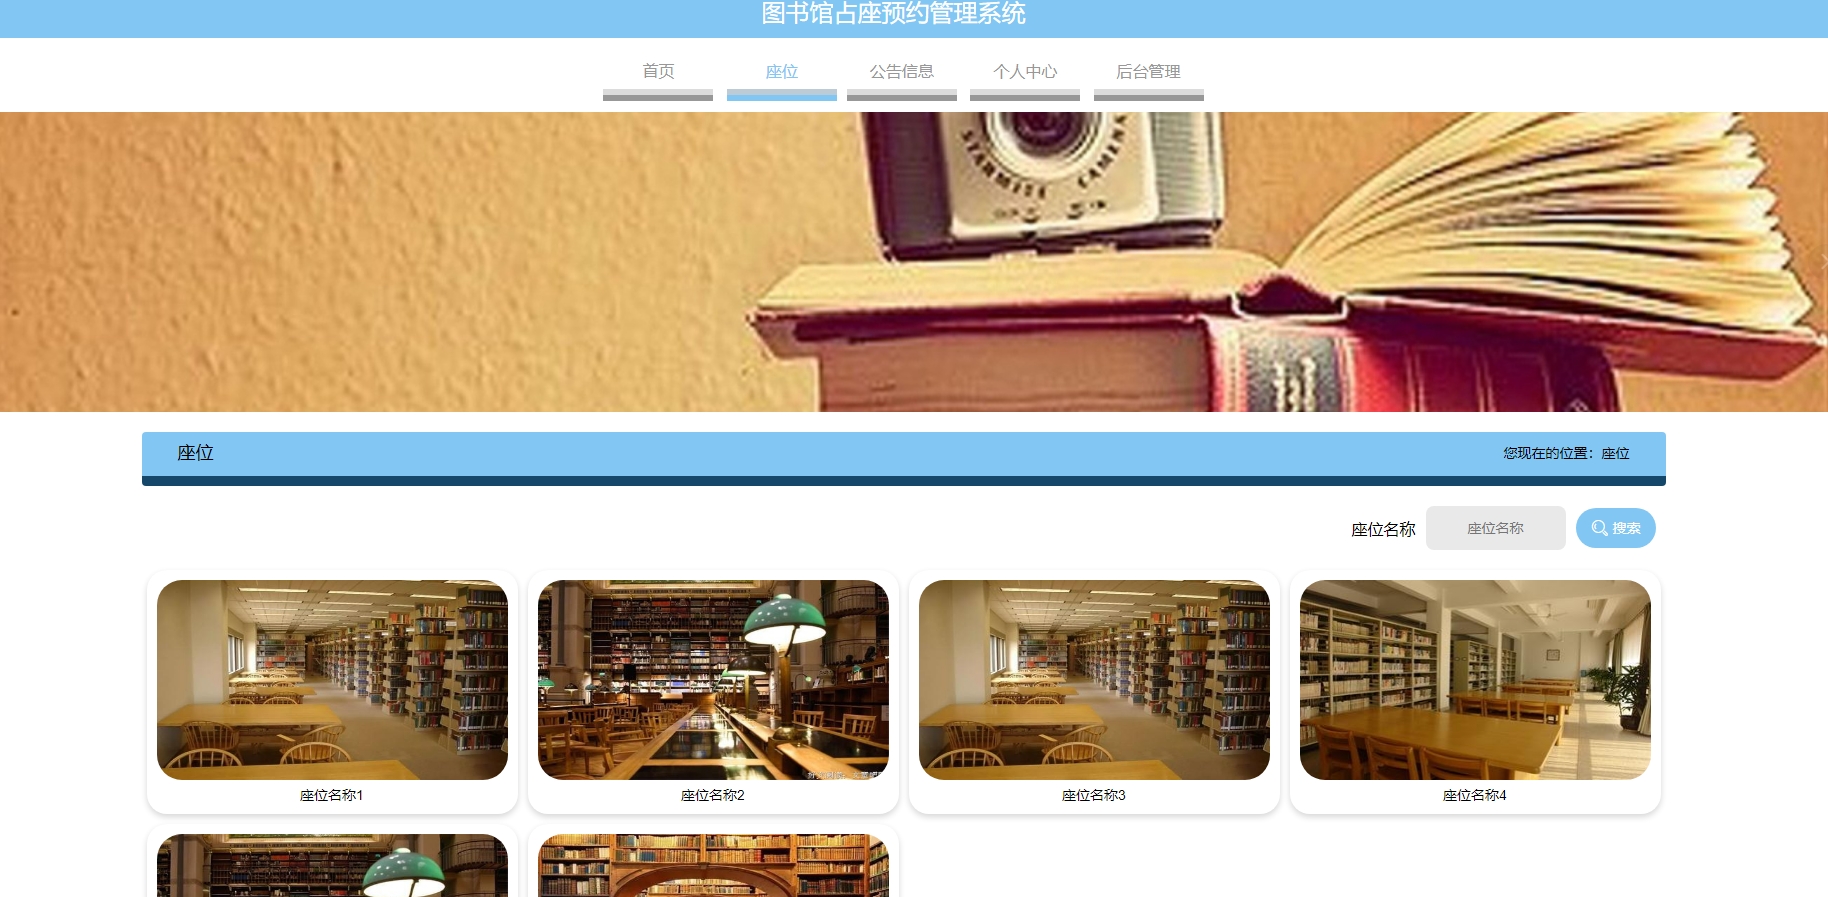 图书馆占座预约管理系统
首页 座位 公告信息 个人中心 后台管理
STARMITE CAMERA
座位 您现在的位置：座位
座位名称 座位名称 搜索
座位名称1 座位名称2 座位名称3 座位名称4